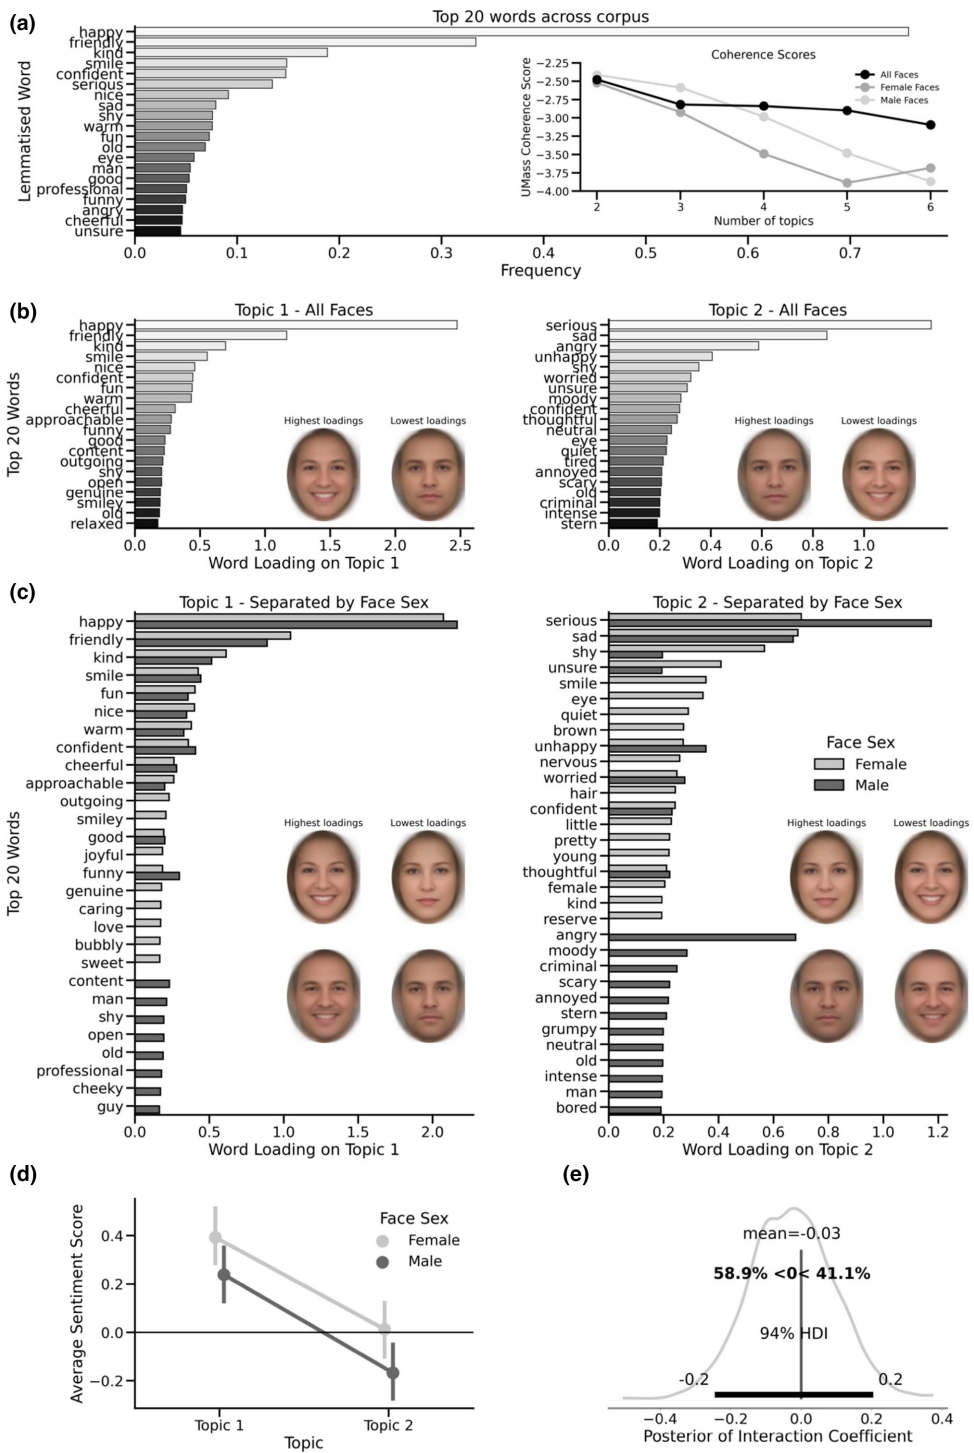 (a)
Top 20 words across corpus
Lemmatised Word
happy
friendly
kind
smile
confident
serious
nice
sad
shy
warm
fun
old
eye
man
good
professional
funny
angry
cheerful
unsure
0.0 0.1 0.2 0.3 0.4 0.5 0.6 0.7
Frequency
Coherence Scores
UMass Coherence Score
−2.25
−2.50
−2.75
−3.00
−3.25
−3.50
−3.75
−4.00
2 3 4 5 6
Number of topics
All Faces
Female Faces
Male Faces
(b)
Topic 1 - All Faces
Top 20 Words
happy
friendly
kind
smile
nice
confident
fun
warm
cheerful
approachable
funny
good
content
outgoing
shy
open
genuine
smiley
old
relaxed
Highest loadings Lowest loadings
0.0 0.5 1.0 1.5 2.0 2.5
Word Loading on Topic 1
Topic 2 - All Faces
serious
sad
angry
unhappy
shy
worried
unsure
moody
confident
thoughtful
neutral
eye
quiet
tired
annoyed
scary
old
criminal
intense
stern
Highest loadings Lowest loadings
0.0 0.2 0.4 0.6 0.8 1.0
Word Loading on Topic 2
(c)
Topic 1 - Separated by Face Sex
Top 20 Words
happy
friendly
kind
smile
fun
nice
warm
confident
cheerful
approachable
outgoing
smiley
good
joyful
funny
genuine
caring
love
bubbly
sweet
content
man
shy
open
old
professional
cheeky
guy
Highest loadings Lowest loadings
0.0 0.5 1.0 1.5 2.0
Word Loading on Topic 1
Topic 2 - Separated by Face Sex
serious
sad
shy
unsure
smile
eye
quiet
brown
unhappy
nervous
worried
hair
confident
little
pretty
young
thoughtful
female
kind
reserve
angry
moody
criminal
scary
annoyed
stern
grumpy
neutral
old
intense
man
bored
Face Sex
Female
Male
Highest loadings Lowest loadings
0.0 0.2 0.4 0.6 0.8 1.0 1.2
Word Loading on Topic 2
(d)
Average Sentiment Score
0.4
0.2
0.0
−0.2
Face Sex
Female
Male
Topic 1 Topic 2
Topic
(e)
mean=-0.03
58.9% <0< 41.1%
94% HDI
-0.2 0.2
−0.4 −0.2 0.0 0.2 0.4
Posterior of Interaction Coefficient